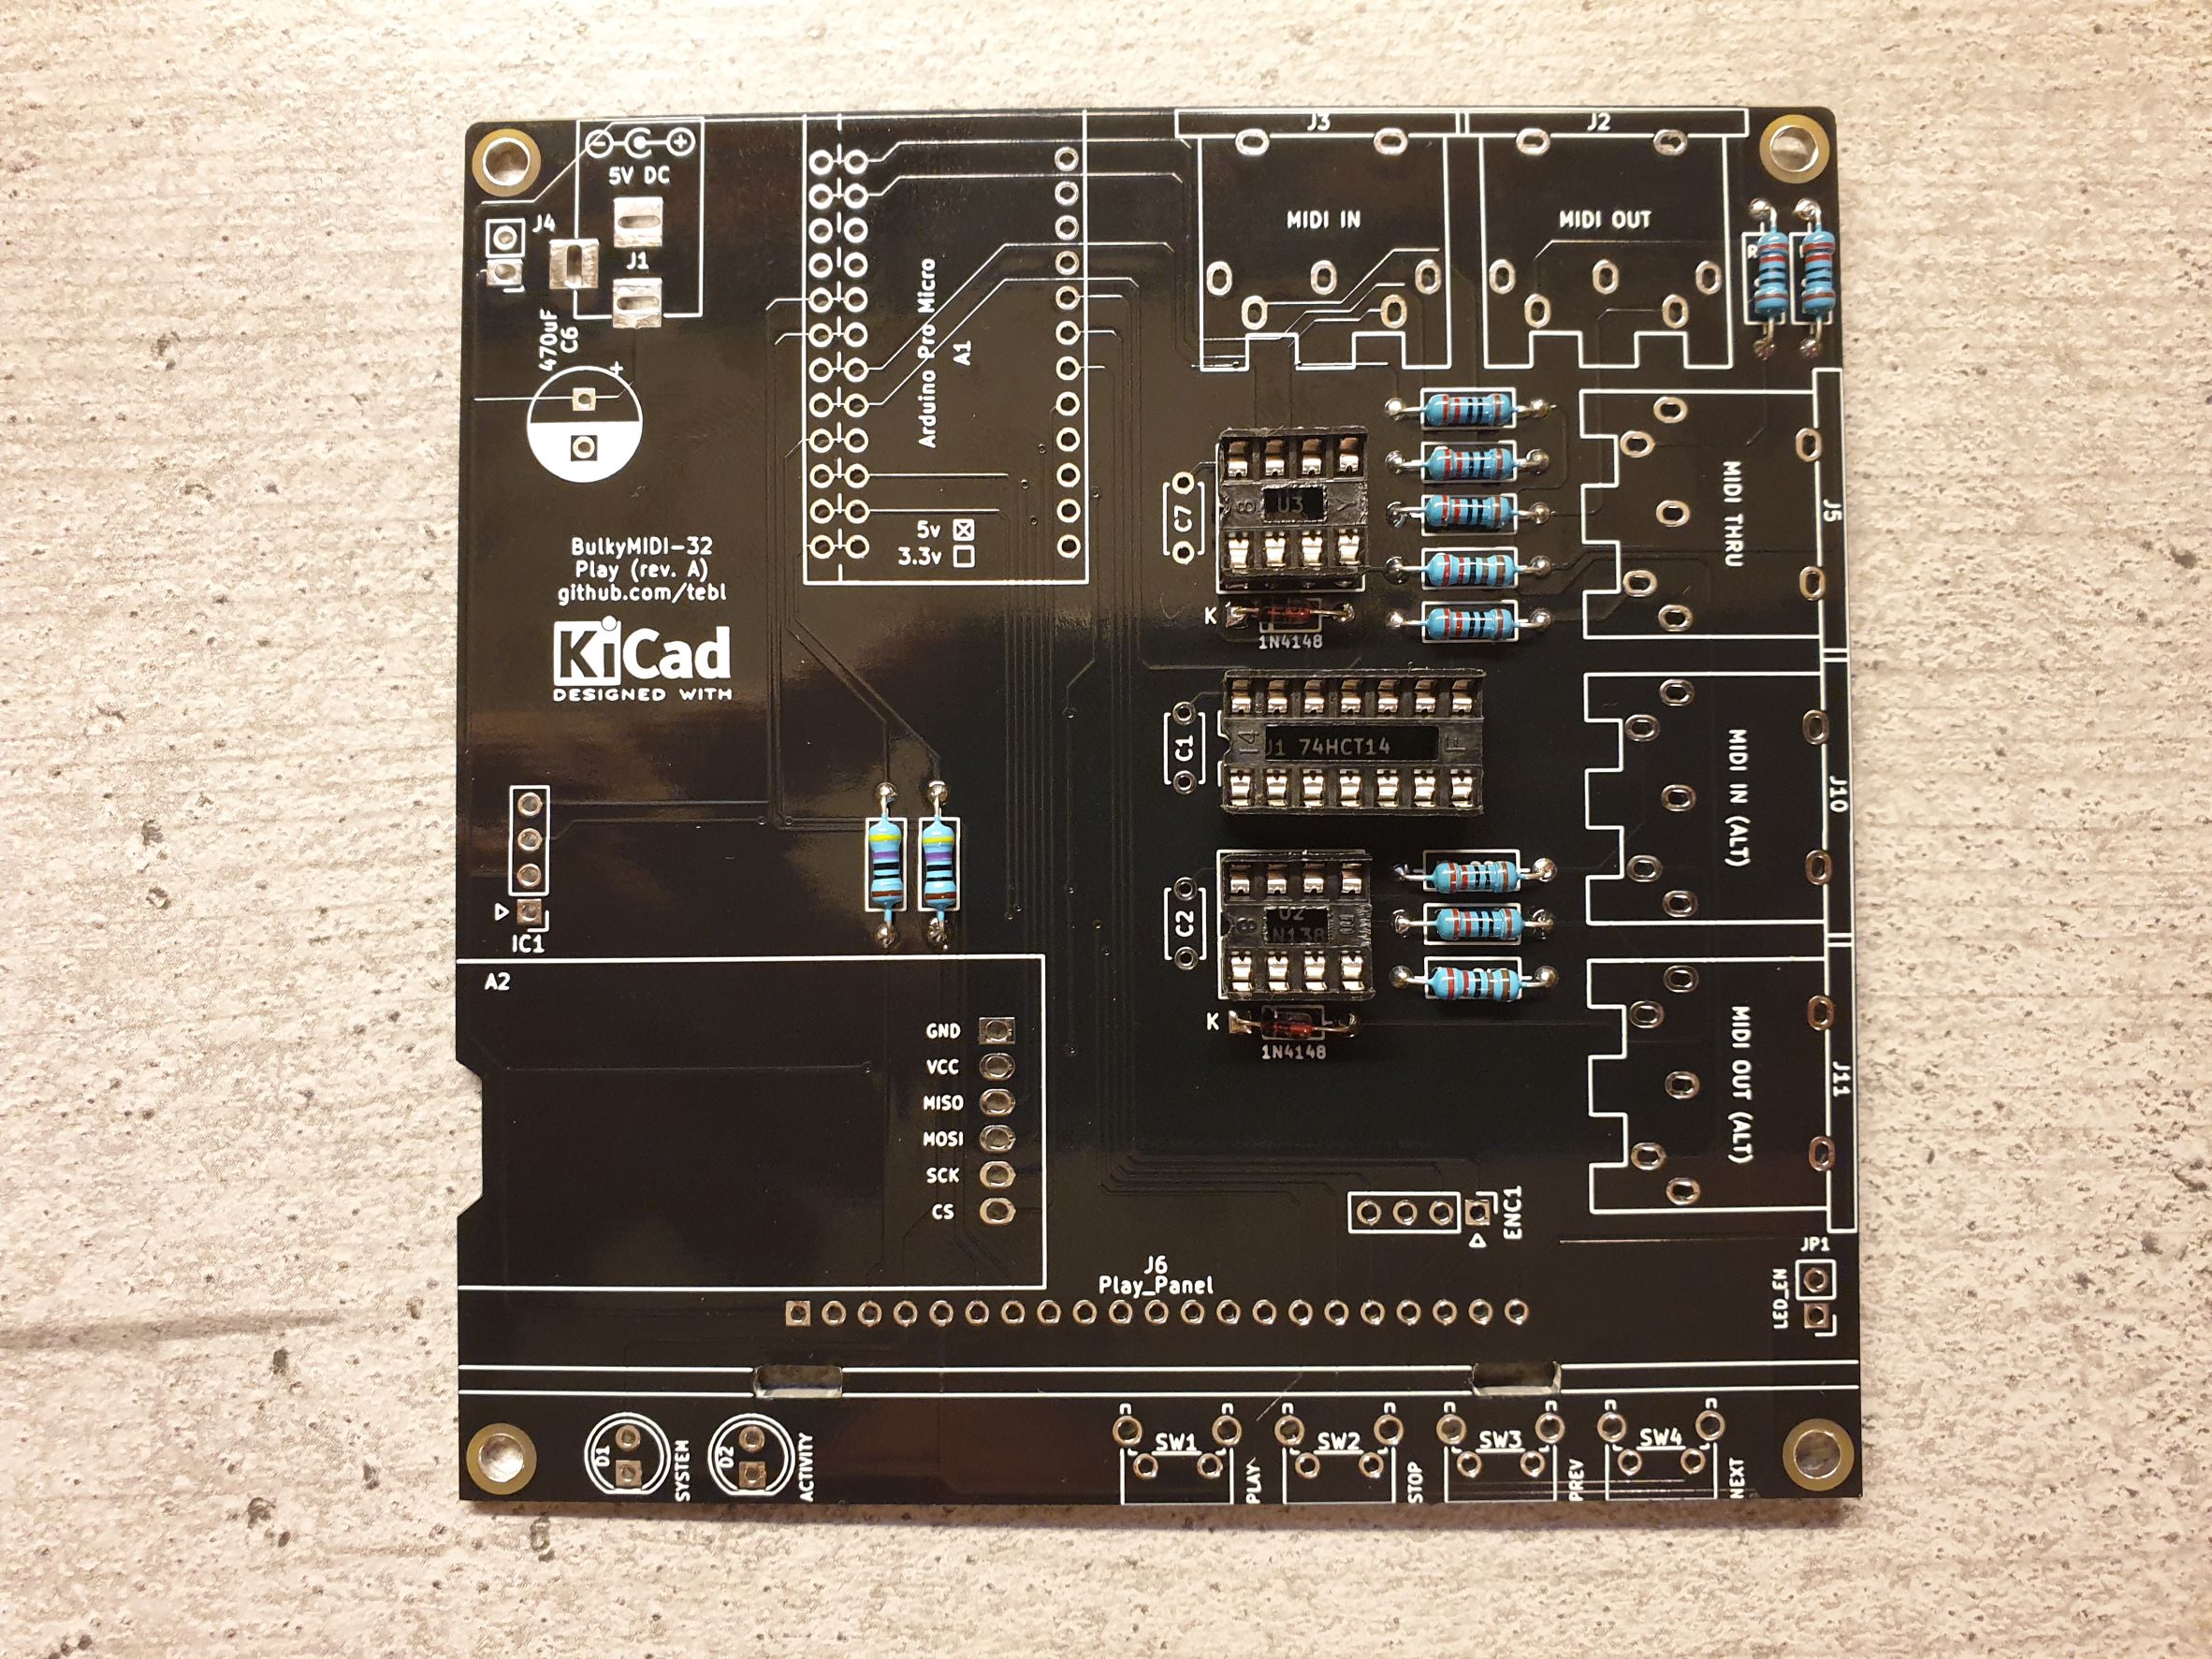 5V DC
J4
J1
470uF
C6
+
Arduino Pro Micro
A1
5v
3.3v
J3
MIDI IN
J2
MIDI OUT
R
BulkyMIDI-32
Play (rev. A)
github.com/tebl
KiCad
DESIGNED WITH
C7
8
U3
K
1N4148
MIDI THRU
J5
C1
14
74HCT14
MIDI IN (ALT)
J10
C2
8
U2
K
1N4148
MIDI OUT (ALT)
J11
IC1
A2
GND
VCC
MISO
MOSI
SCK
CS
ENC1
J6
Play_Panel
JP1
LED_EN
D1
SYSTEM
D2
ACTIVITY
SW1
PLAY
SW2
STOP
SW3
PREV
SW4
NEXT